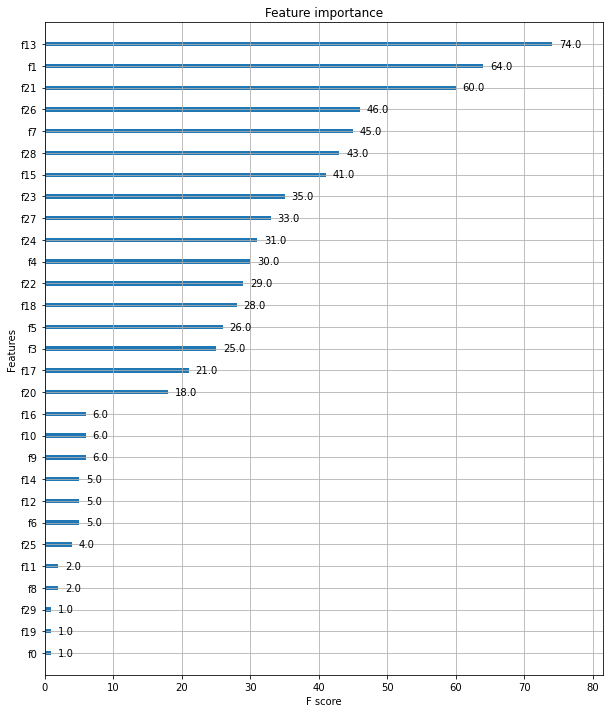 Feature importance
f13 74.0
f1 64.0
f21 60.0
f26 46.0
f7 45.0
f28 43.0
f15 41.0
f23 35.0
f27 33.0
f24 31.0
f4 30.0
f22 29.0
f18 28.0
f5 26.0
f3 25.0
f17 21.0
f20 18.0
f16 6.0
f10 6.0
f9 6.0
f14 5.0
f12 5.0
f6 5.0
f25 4.0
f11 2.0
f8 2.0
f29 1.0
f19 1.0
f0 1.0
Features
0 10 20 30 40 50 60 70 80
F score